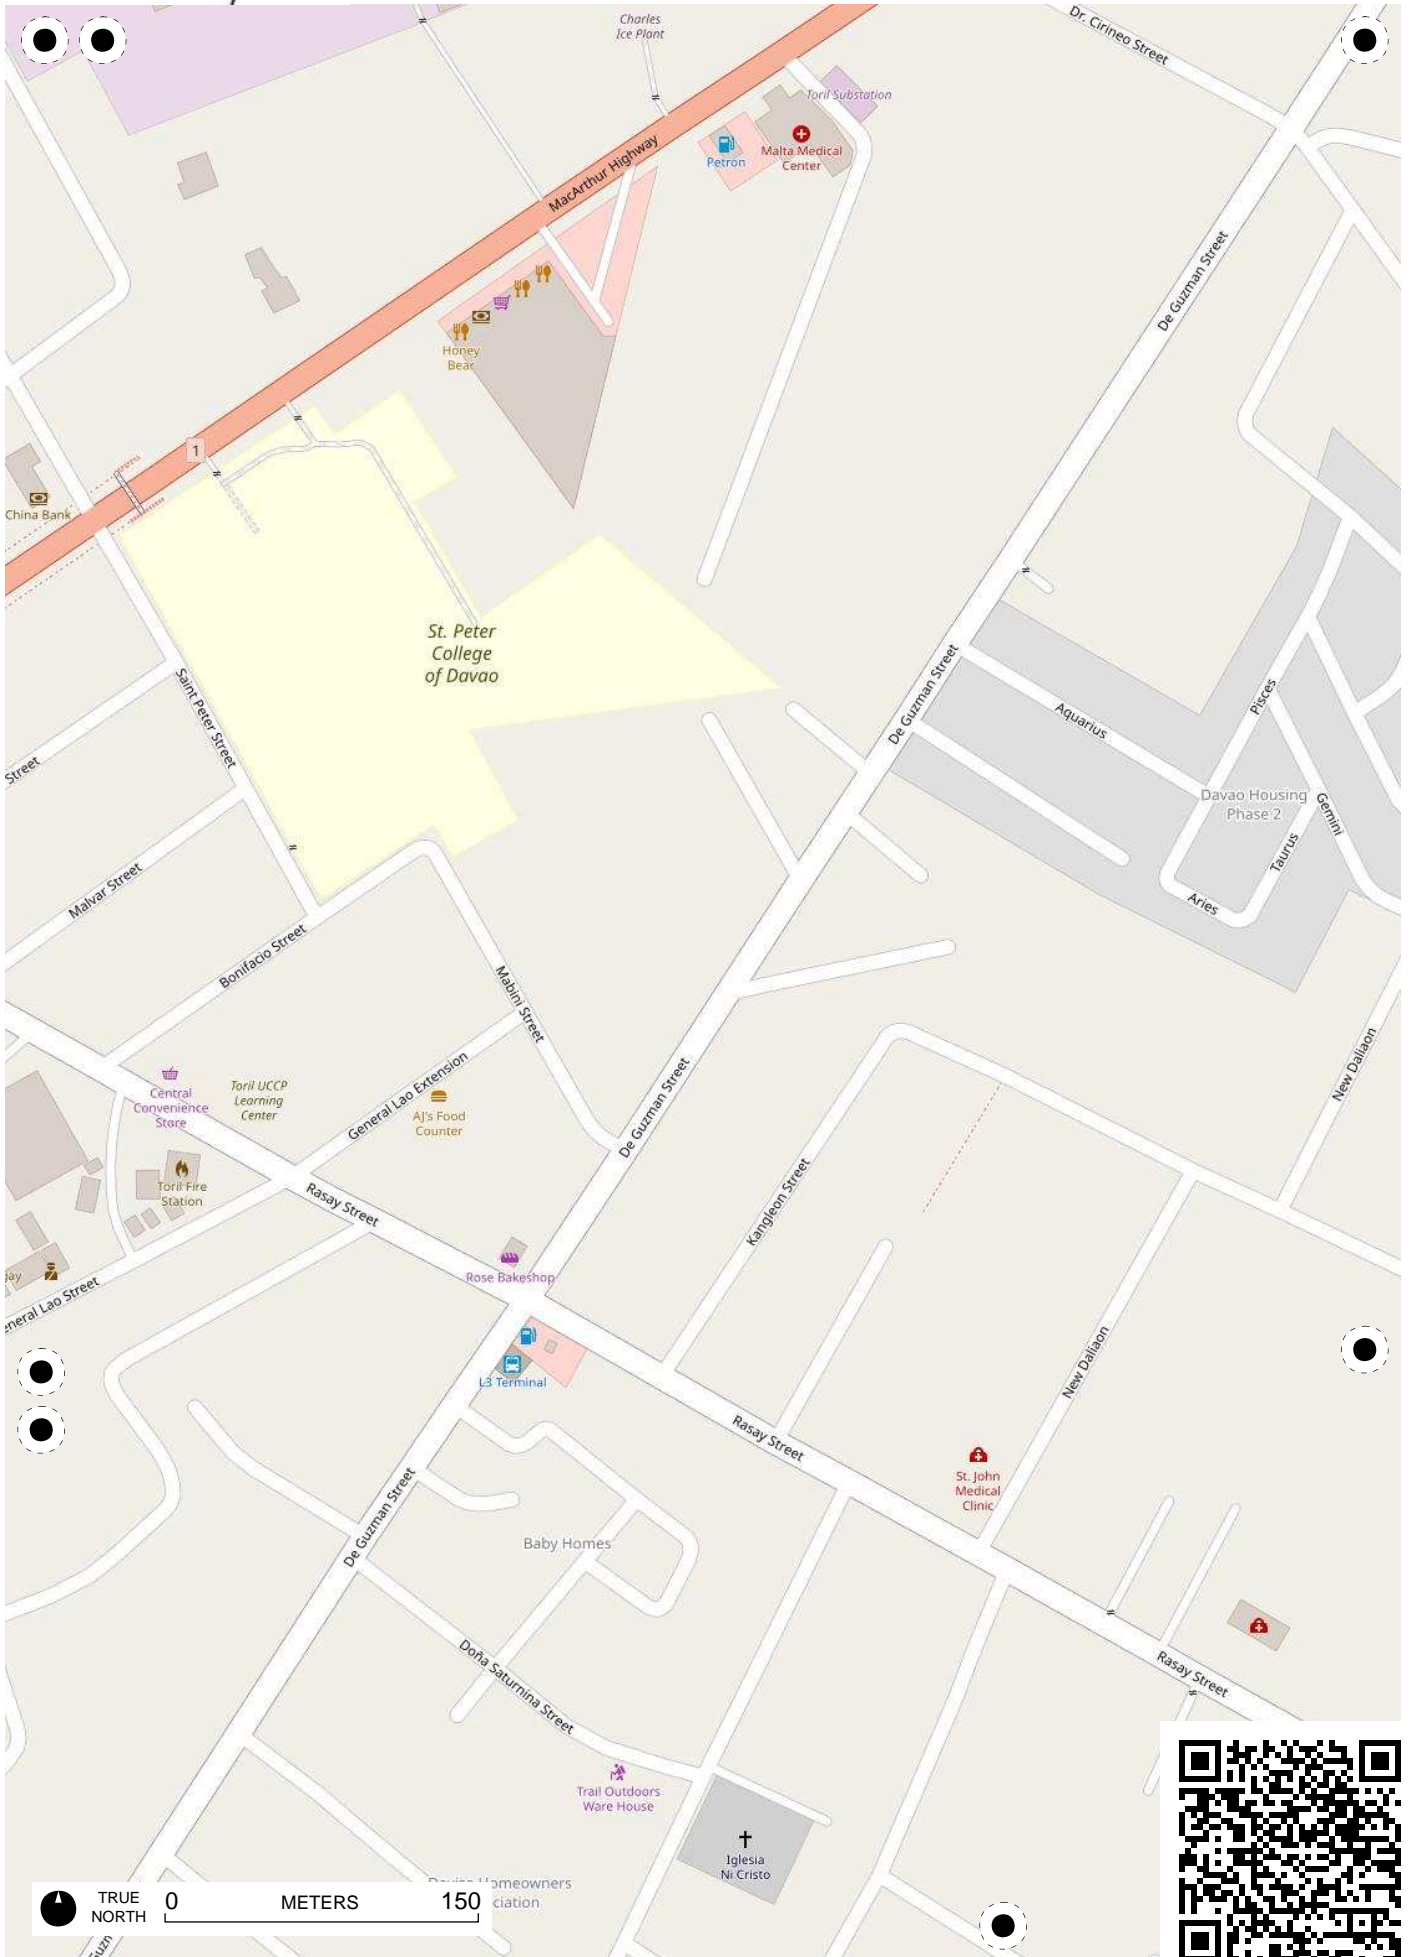 Charles
Ice Plant
Dr. Cirineo Street
Toril Substation
MacArthur Highway
Petron
Malta Medical
Center
De Guzman Street
Honey
Bear
1
China Bank
St. Peter
College
of Davao
Saint Peter Street
De Guzman Street
Aquarius
Pisces
Street
Davao Housing
Phase 2
Gemini
Taurus
Aries
Malvar Street
Bonifacio Street
Mabini Street
New Daliaon
De Guzman Street
General Lao Extension
Central
Convenience
Store
Toril UCCP
Learning
Center
AJ's Food
Counter
Toril Fire
Station
Rasay Street
Kangleon Street
Rose Bakeshop
gay
eneral Lao Street
L3 Terminal
New Daliaon
Rasay Street
St. John
Medical
Clinic
De Guzman Street
Baby Homes
Doña Saturnina Street
Rasay Street
Trail Outdoors
Ware House
Iglesia
Ni Cristo
Homeowners
ciation
TRUE
NORTH
0 METERS 150
Guzm